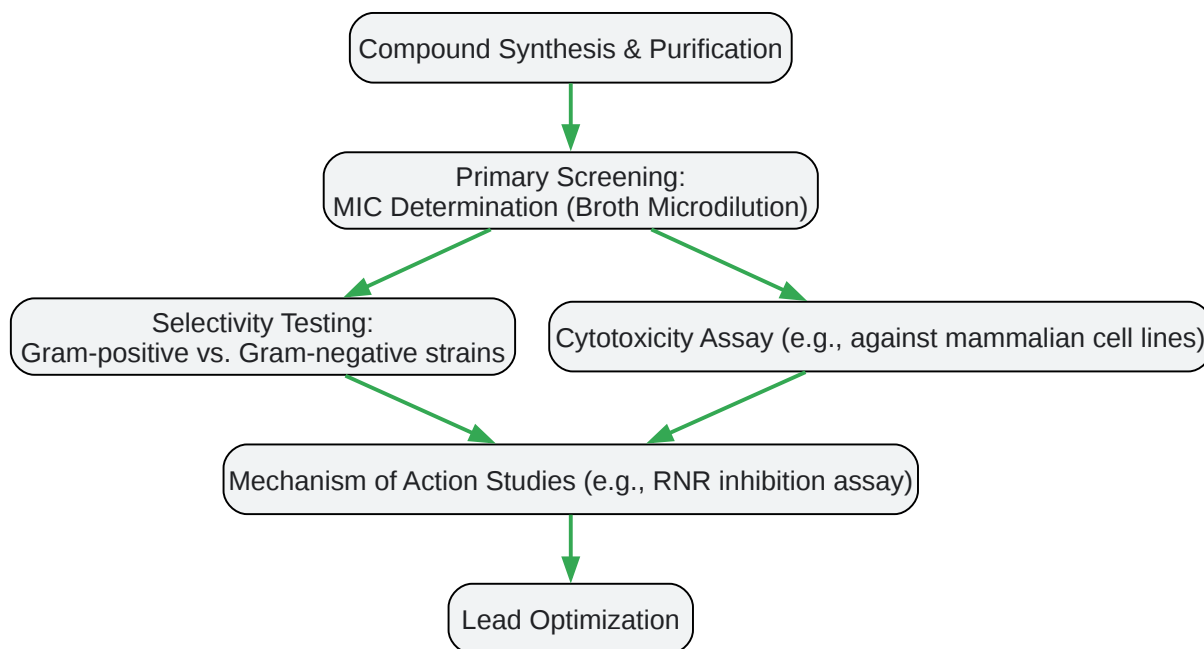 Compound Synthesis & Purification
Primary Screening:
MIC Determination (Broth Microdilution)
Selectivity Testing:
Gram-positive vs. Gram-negative strains
Cytotoxicity Assay (e.g., against mammalian cell lines)
Mechanism of Action Studies (e.g., RNR inhibition assay)
Lead Optimization